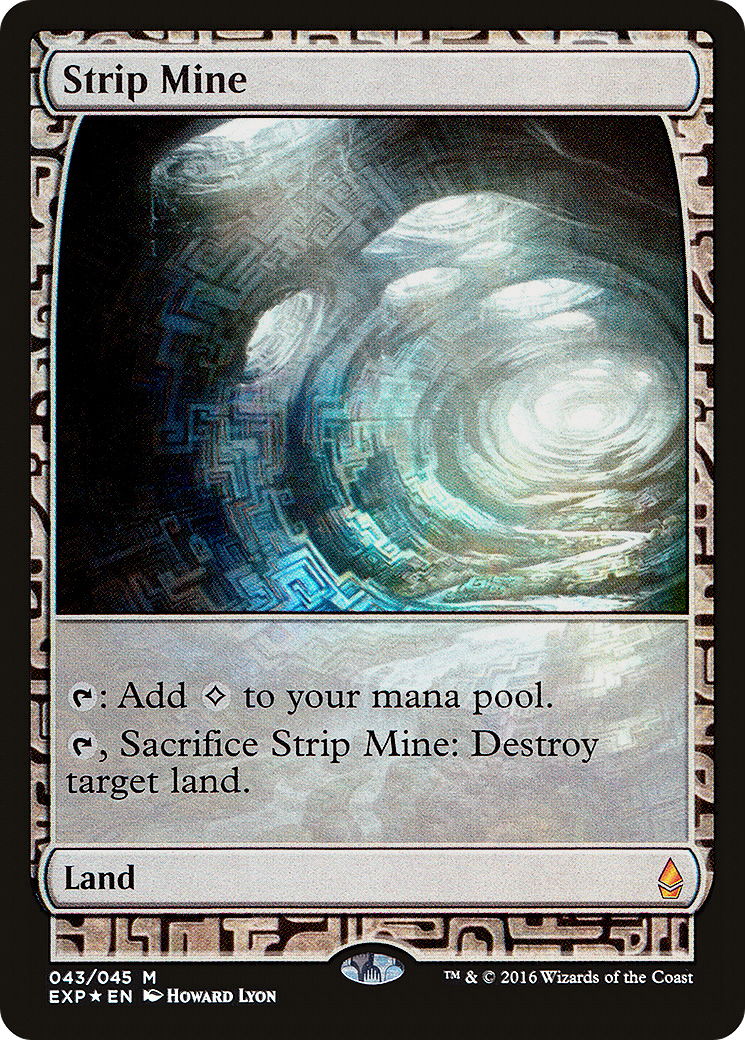 Strip Mine
: Add to your mana pool.
, Sacrifice Strip Mine: Destroy
target land.
Land
043/045 M
EXP★EN Howard Lyon
™ & © 2016 Wizards of the Coast